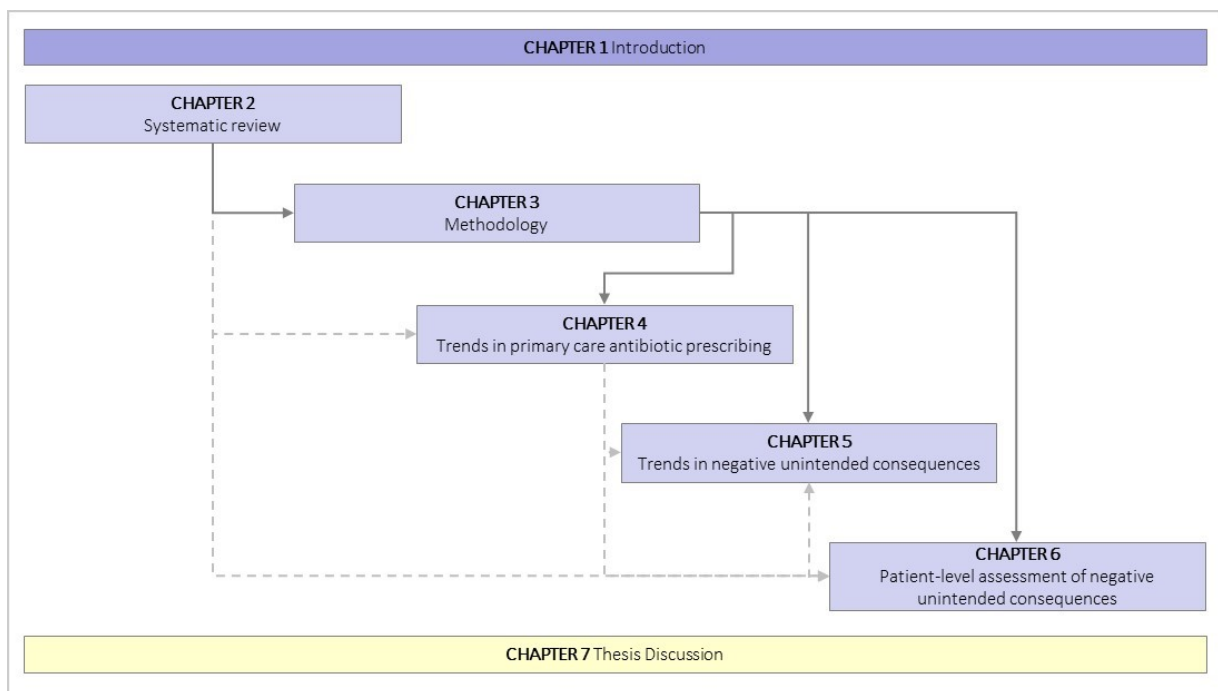 CHAPTER 1 Introduction
CHAPTER 2
Systematic review
CHAPTER 3
Methodology
CHAPTER 4
Trends in primary care antibiotic prescribing
CHAPTER 5
Trends in negative unintended consequences
CHAPTER 6
Patient-level assessment of negative
unintended consequences
CHAPTER 7 Thesis Discussion